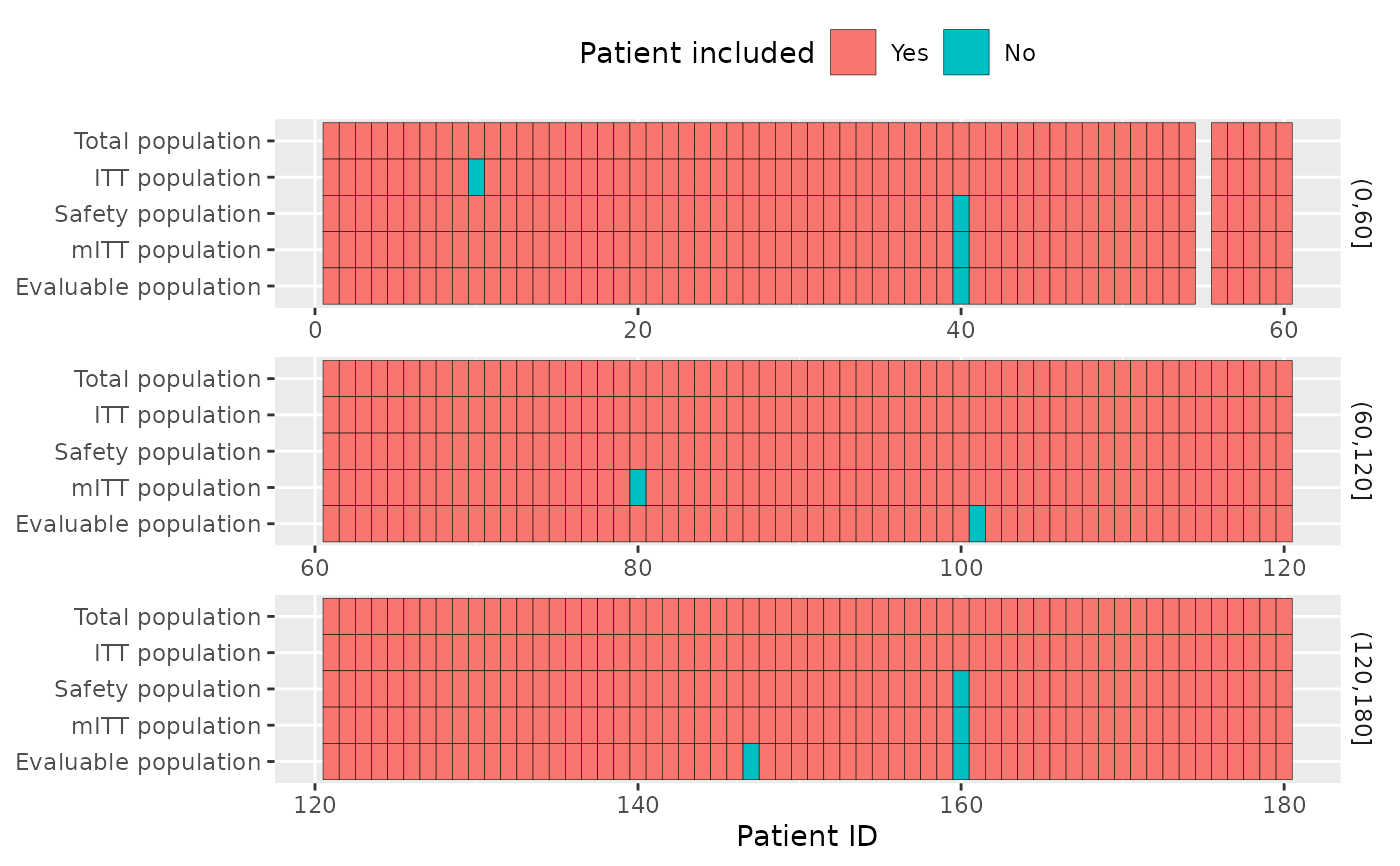 Patient included Yes No
Total population
ITT population
Safety population
mITT population
Evaluable population
(0,60]
0 20 40 60
Total population
ITT population
Safety population
mITT population
Evaluable population
(60,120]
60 80 100 120
Total population
ITT population
Safety population
mITT population
Evaluable population
(120,180]
120 140 160 180
Patient ID